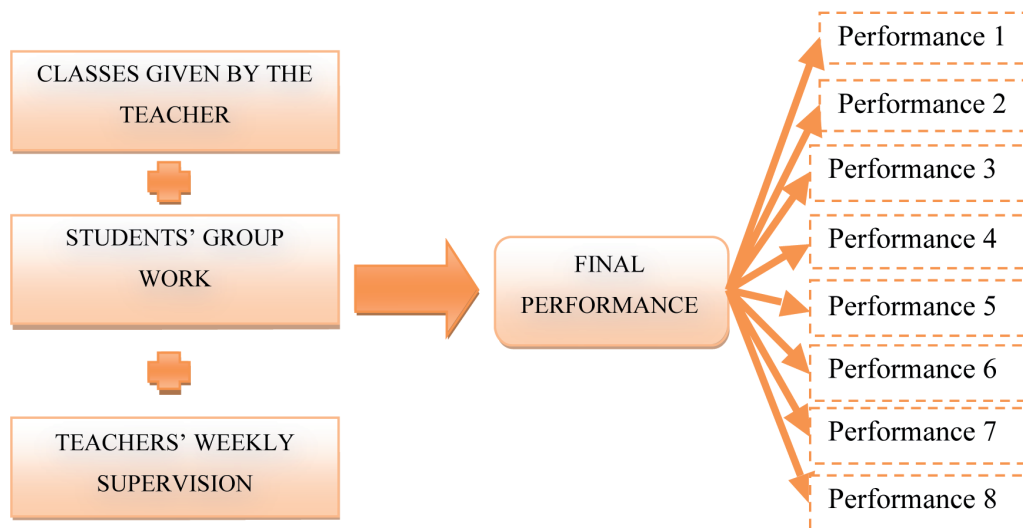 CLASSES GIVEN BY THE
TEACHER
STUDENTS’ GROUP
WORK
TEACHERS’ WEEKLY
SUPERVISION
FINAL
PERFORMANCE
Performance 1
Performance 2
Performance 3
Performance 4
Performance 5
Performance 6
Performance 7
Performance 8